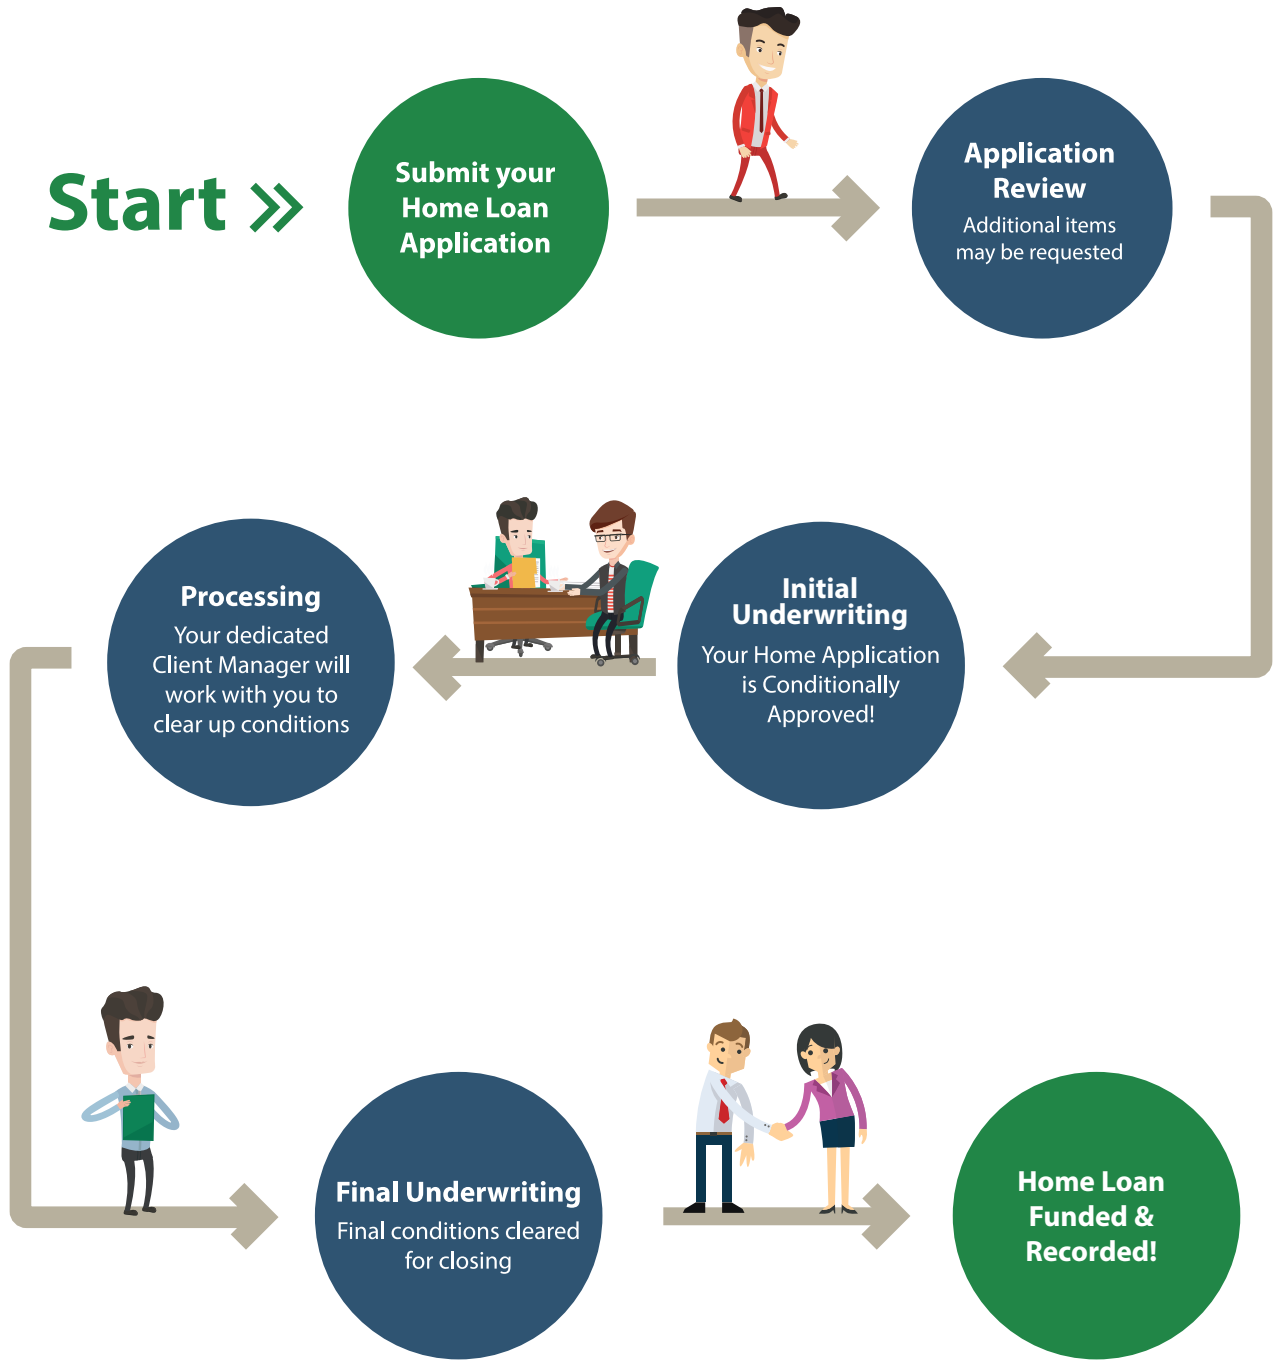 Start
Submit your
Home Loan
Application
Application
Review
Additional items
may be requested
Initial
Underwriting
Your Home Application
is Conditionally
Approved!
Processing
Your dedicated
Client Manager will
work with you to
clear up conditions
Final Underwriting
Final conditions cleared
for closing
Home Loan
Funded &
Recorded!